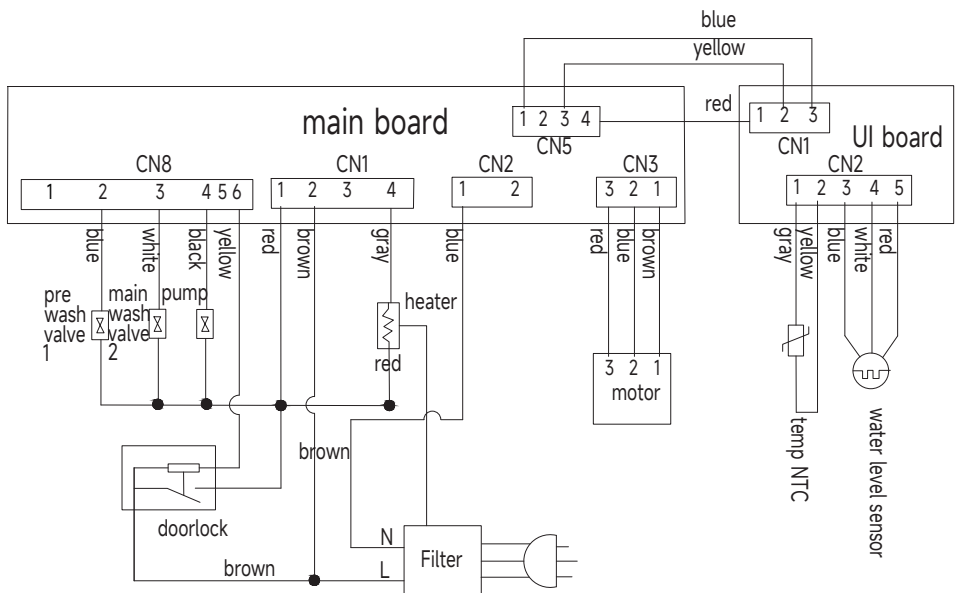 blue
yellow
red
main board
1 2 3 4
CN5
1 2 3
CN1
UI board
CN8
1 2 3 4 5 6
CN1
1 2 3 4
CN2
1 2
CN3
3 2 1
CN2
1 2 3 4 5
blue
white
black
yellow
red
brown
gray
blue
red
blue
brown
gray
yellow
blue
white
red
pre
wash
valve
1
main
wash
valve
2
pump
heater
red
3 2 1
motor
temp NTC
water level sensor
brown
doorlock
brown
N
L
Filter